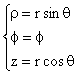 ρ = r sin θ
ϕ = ϕ
z = r cos θ